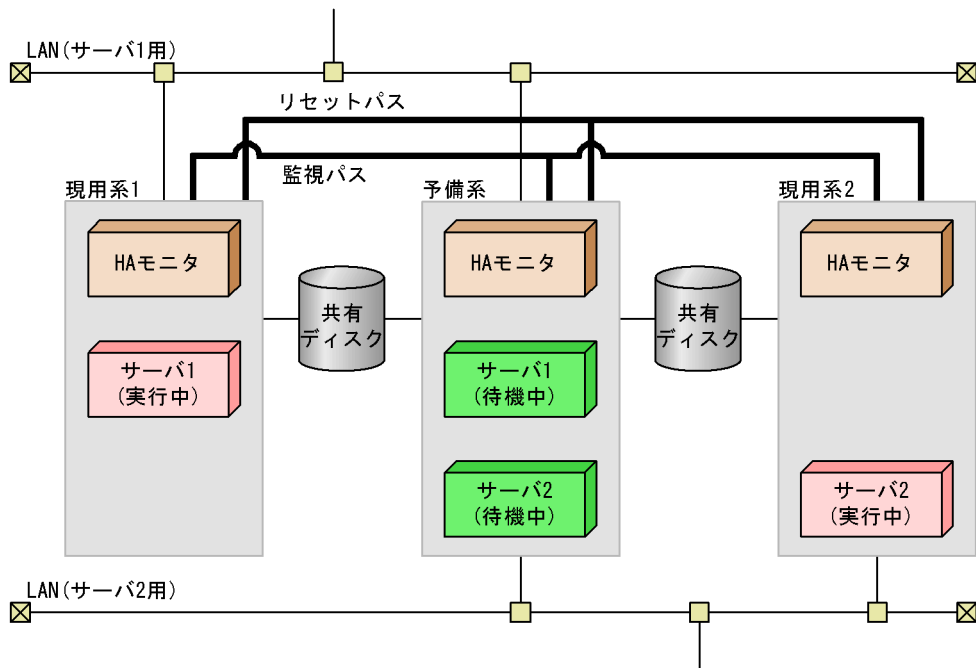 LAN(サーバ1用)
リセットパス
監視パス
現用系1
予備系
現用系2
HAモニタ
HAモニタ
HAモニタ
共有
ディスク
共有
ディスク
サーバ1
(実行中)
サーバ1
(待機中)
サーバ2
(待機中)
サーバ2
(実行中)
LAN(サーバ2用)